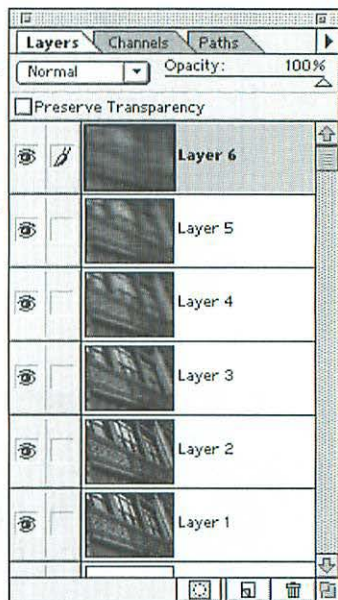 Layers Channels Paths
Normal Opacity: 100%
Preserve Transparency
Layer 6
Layer 5
Layer 4
Layer 3
Layer 2
Layer 1